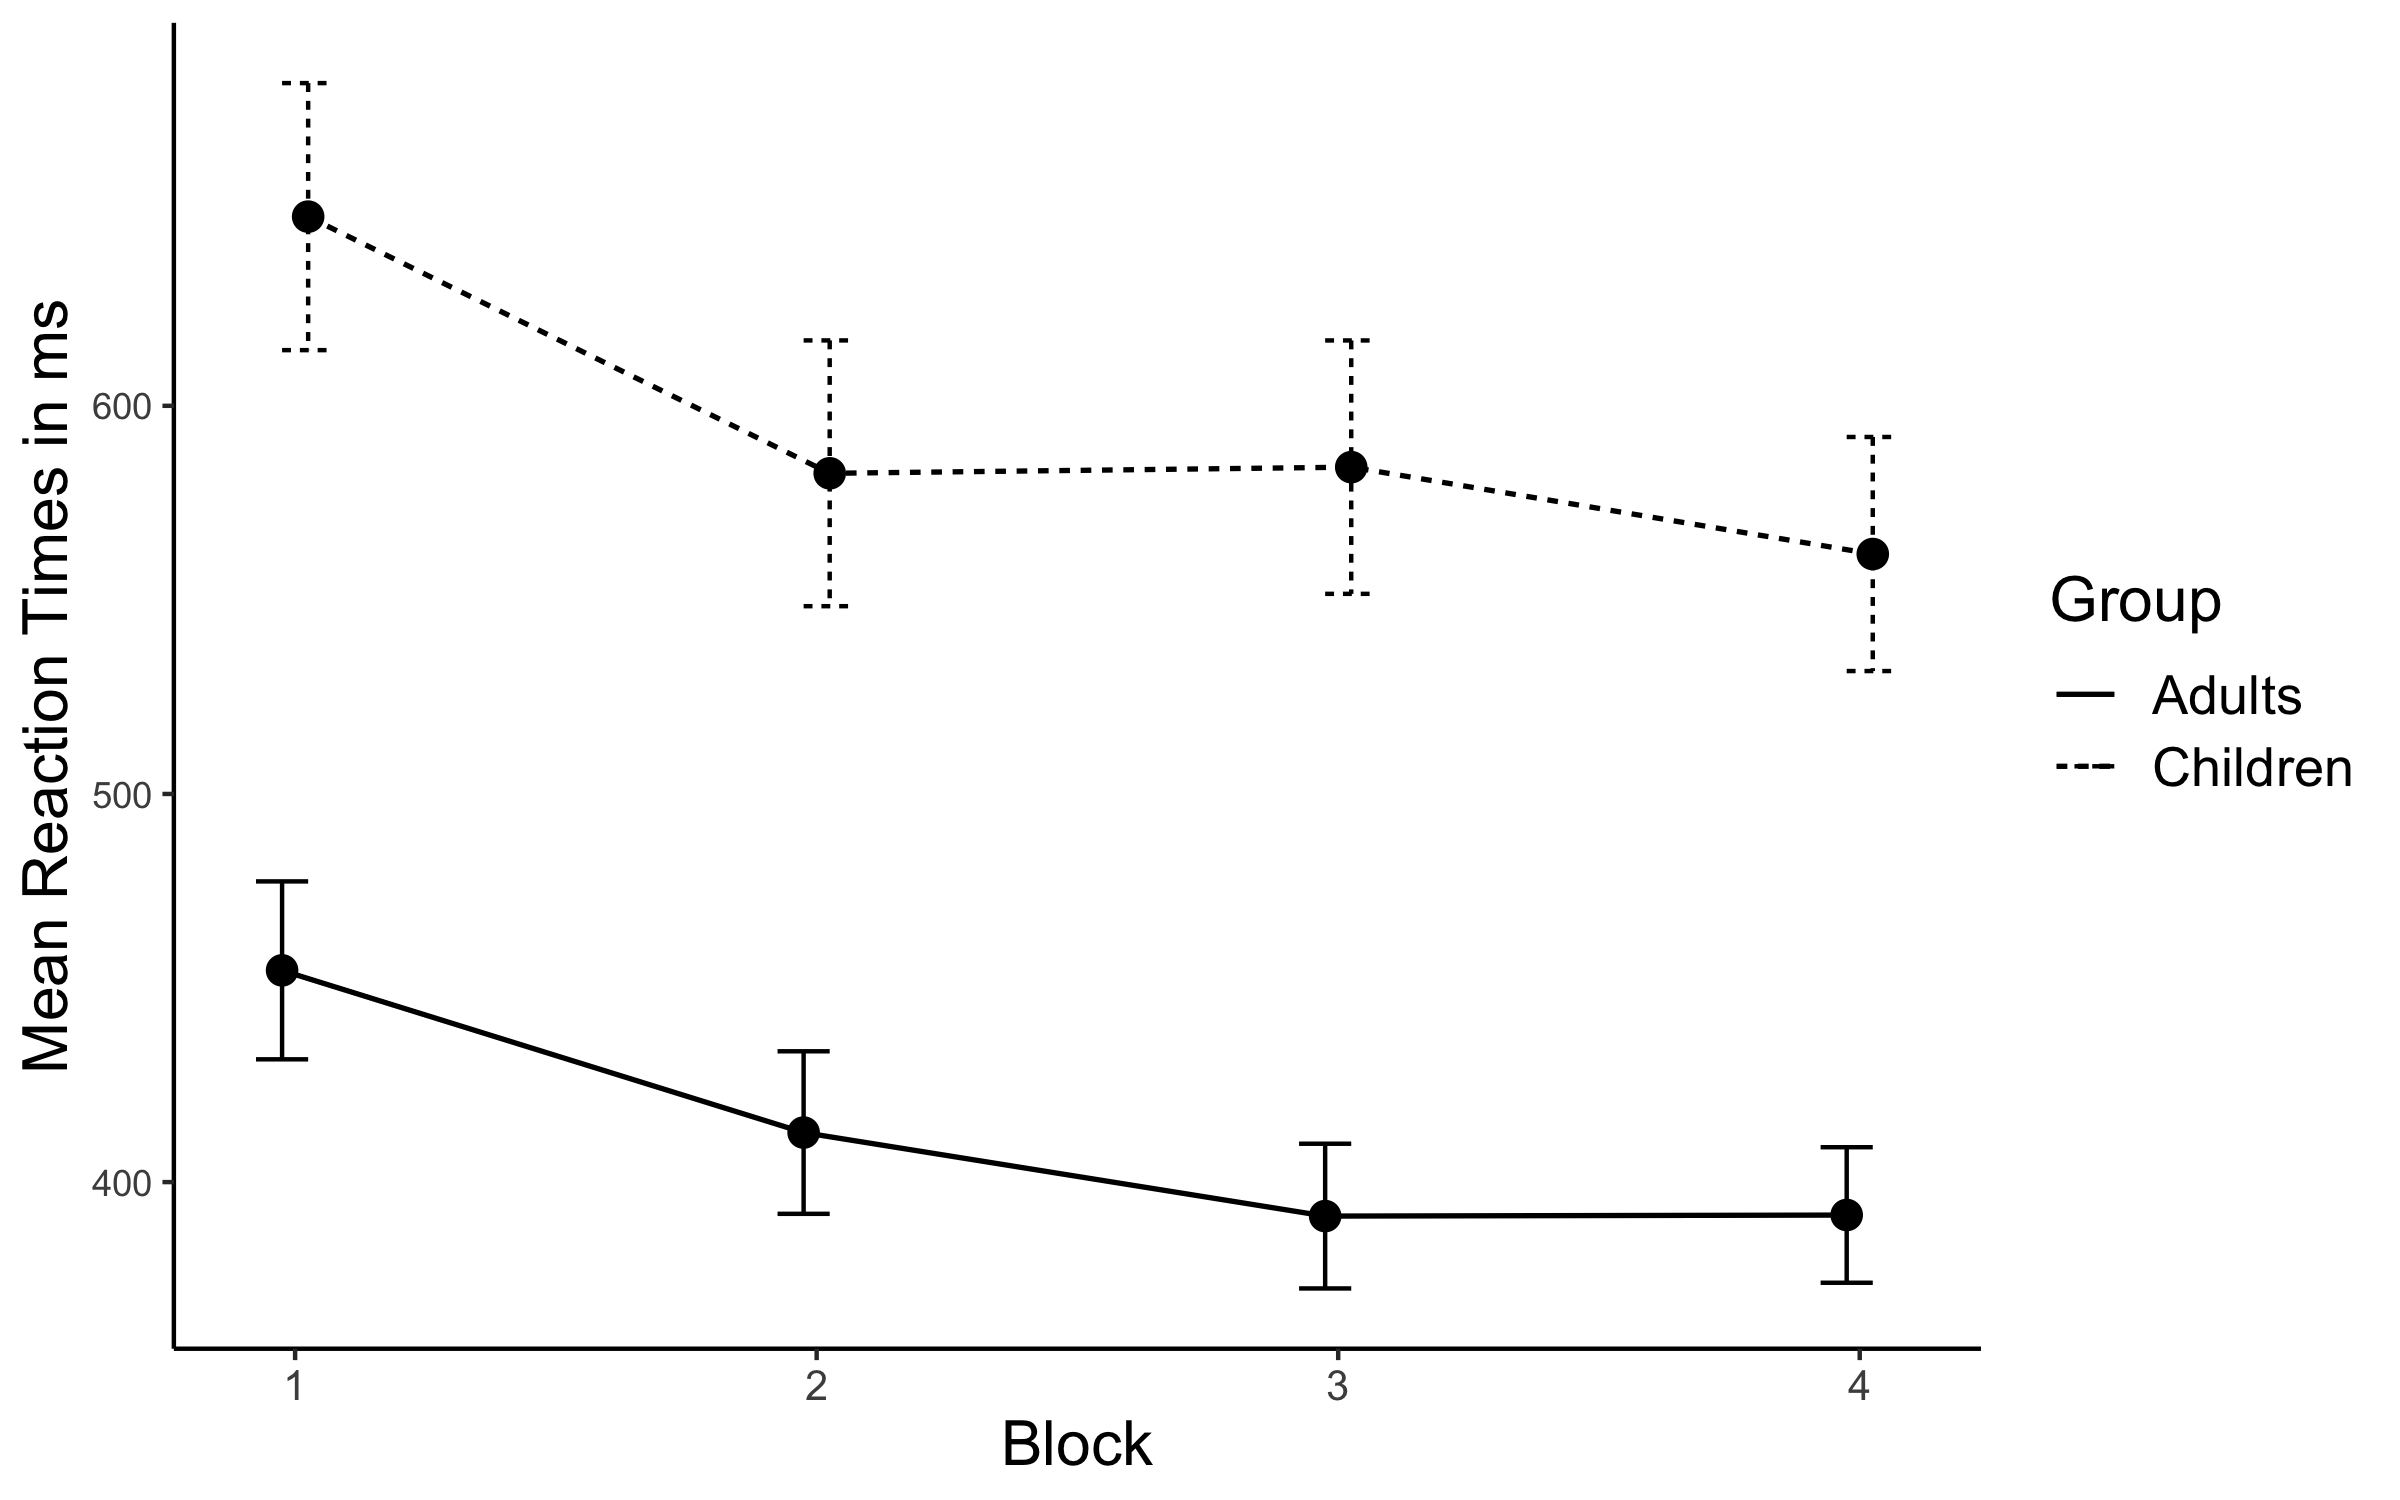 Mean Reaction Times in ms
600
500
400
1 2 3 4
Block
Group
Adults
Children